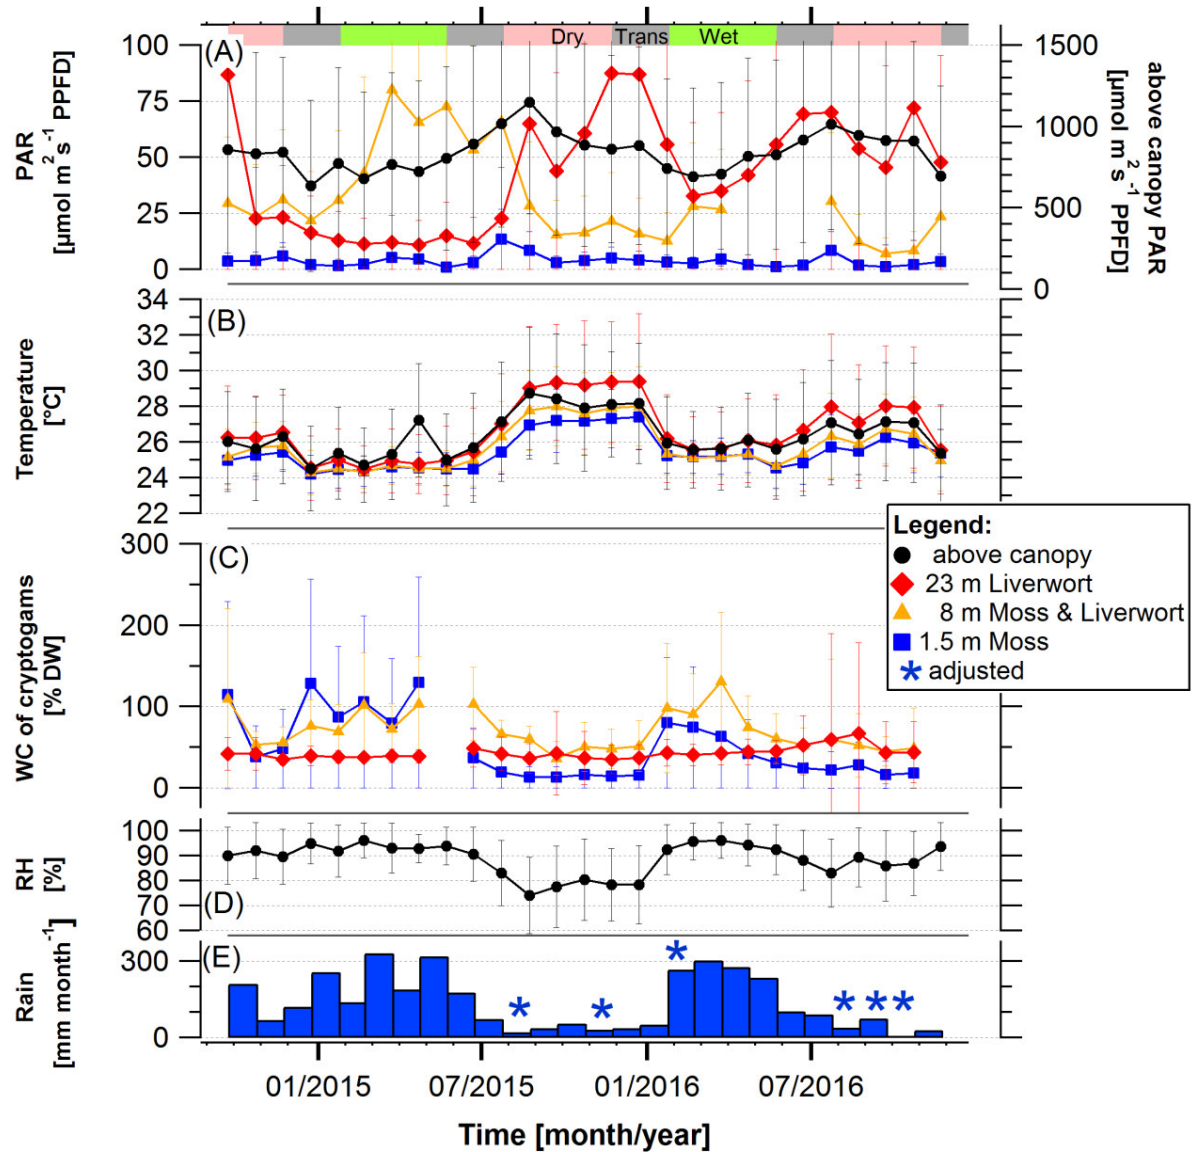 Dry Trans Wet
(A)
100
75
50
25
0
PAR
[µmol m² s⁻¹ PPFD]
1500
1000
500
0
above canopy PAR
[µmol m² s⁻¹ PPFD]
(B)
34
32
30
28
26
24
22
Temperature
[°C]
(C)
300
200
100
0
WC of cryptogams
[% DW]
Legend:
above canopy
23 m Liverwort
8 m Moss & Liverwort
1.5 m Moss
* adjusted
(D)
100
90
80
70
60
RH
[%]
(E)
300
0
Rain
[mm month⁻¹]
* * * * * *
01/2015 07/2015 01/2016 07/2016
Time [month/year]